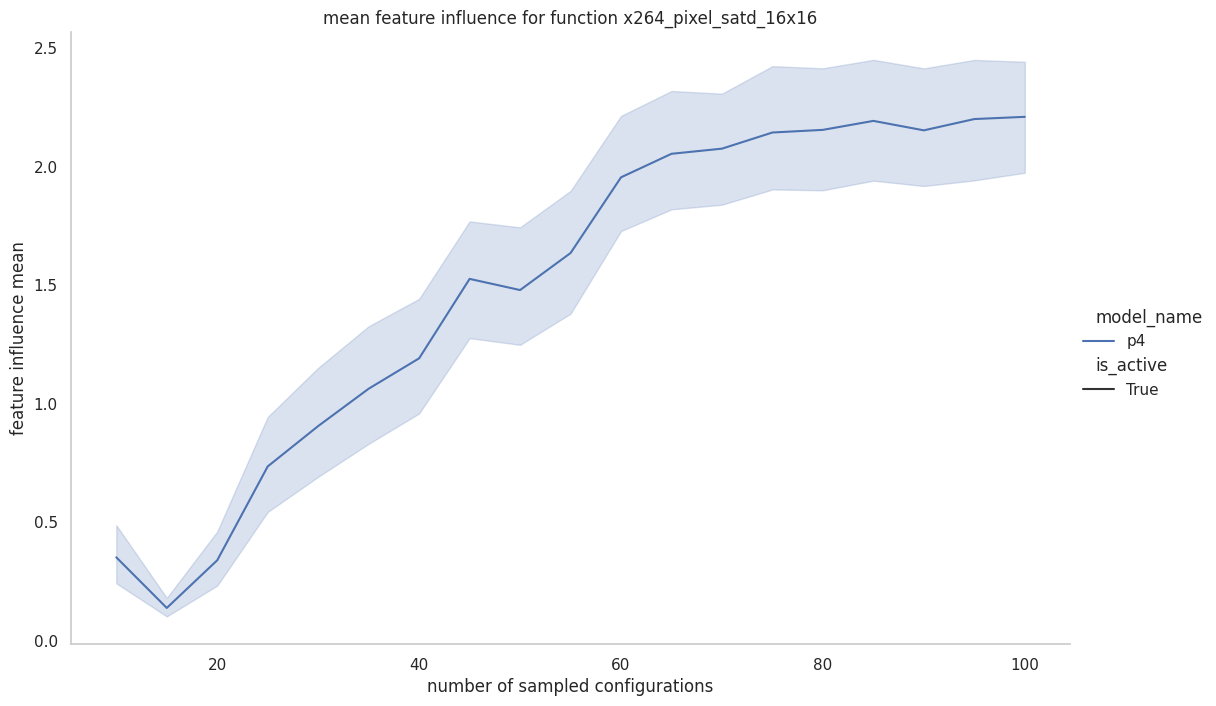 mean feature influence for function x264_pixel_satd_16x16
2.5
2.0
1.5
1.0
0.5
0.0
feature influence mean
20 40 60 80 100
number of sampled configurations
model_name
p4
is_active
True